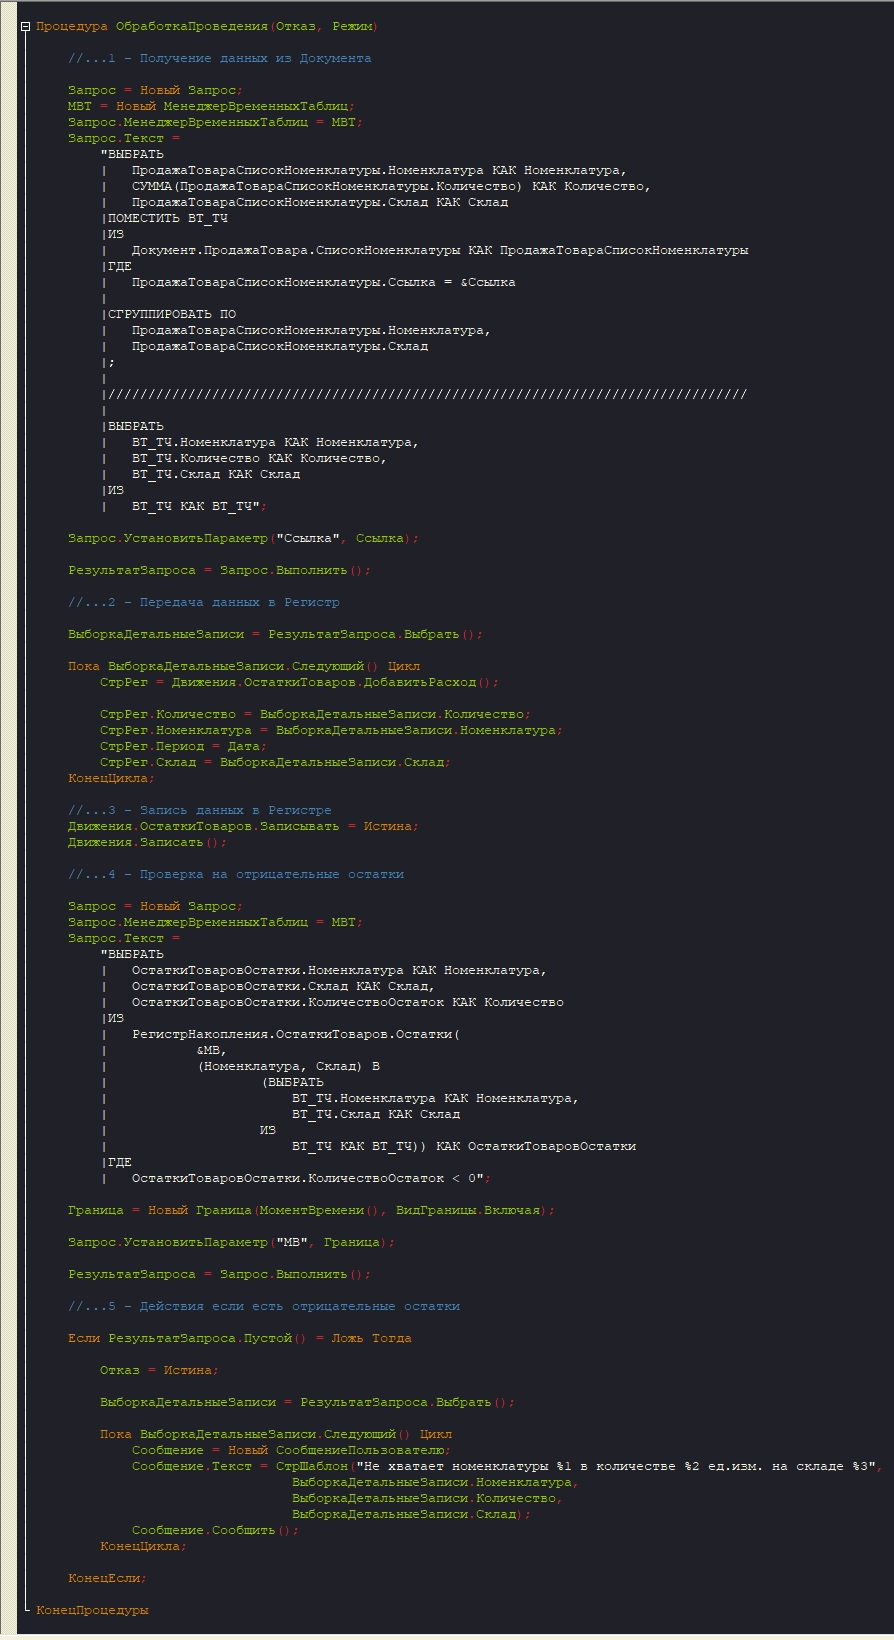 Процедура ОбработкаПроведения(Отказ, Режим)
//...1 - Получение данных из Документа
Запрос = Новый Запрос;
МВТ = Новый МенеджерВременныхТаблиц;
Запрос.МенеджерВременныхТаблиц = МВТ;
Запрос.Текст =
"ВЫБРАТЬ
|   ПродажаТовараСписокНоменклатуры.Номенклатура КАК Номенклатура,
|   СУММА(ПродажаТовараСписокНоменклатуры.Количество) КАК Количество,
|   ПродажаТовараСписокНоменклатуры.Склад КАК Склад
|ПОМЕСТИТЬ ВТ_ТЧ
|ИЗ
|   Документ.ПродажаТовара.СписокНоменклатуры КАК ПродажаТовараСписокНоменклатуры
|ГДЕ
|   ПродажаТовараСписокНоменклатуры.Ссылка = &Ссылка
|
|СГРУППИРОВАТЬ ПО
|   ПродажаТовараСписокНоменклатуры.Номенклатура,
|   ПродажаТовараСписокНоменклатуры.Склад
|;
|
|////////////////////////////////////////////////////////////////////////////////
|
|ВЫБРАТЬ
|   ВТ_ТЧ.Номенклатура КАК Номенклатура,
|   ВТ_ТЧ.Количество КАК Количество,
|   ВТ_ТЧ.Склад КАК Склад
|ИЗ
|   ВТ_ТЧ КАК ВТ_ТЧ";
Запрос.УстановитьПараметр("Ссылка", Ссылка);
РезультатЗапроса = Запрос.Выполнить();
//...2 - Передача данных в Регистр
ВыборкаДетальныеЗаписи = РезультатЗапроса.Выбрать();
Пока ВыборкаДетальныеЗаписи.Следующий() Цикл
СтрРег = Движения.ОстаткиТоваров.ДобавитьРасход();
СтрРег.Количество = ВыборкаДетальныеЗаписи.Количество;
СтрРег.Номенклатура = ВыборкаДетальныеЗаписи.Номенклатура;
СтрРег.Период = Дата;
СтрРег.Склад = ВыборкаДетальныеЗаписи.Склад;
КонецЦикла;
//...3 - Запись данных в Регистре
Движения.ОстаткиТоваров.Записывать = Истина;
Движения.Записать();
//...4 - Проверка на отрицательные остатки
Запрос = Новый Запрос;
Запрос.МенеджерВременныхТаблиц = МВТ;
Запрос.Текст =
"ВЫБРАТЬ
|   ОстаткиТоваровОстатки.Номенклатура КАК Номенклатура,
|   ОстаткиТоваровОстатки.Склад КАК Склад,
|   ОстаткиТоваровОстатки.КоличествоОстаток КАК Количество
|ИЗ
|   РегистрНакопления.ОстаткиТоваров.Остатки(
|           &МВ,
|           (Номенклатура, Склад) В
|                   (ВЫБРАТЬ
|                       ВТ_ТЧ.Номенклатура КАК Номенклатура,
|                       ВТ_ТЧ.Склад КАК Склад
|                   ИЗ
|                       ВТ_ТЧ КАК ВТ_ТЧ)) КАК ОстаткиТоваровОстатки
|ГДЕ
|   ОстаткиТоваровОстатки.КоличествоОстаток < 0";
Граница = Новый Граница(МоментВремени(), ВидГраницы.Включая);
Запрос.УстановитьПараметр("МВ", Граница);
РезультатЗапроса = Запрос.Выполнить();
//...5 - Действия если есть отрицательные остатки
Если РезультатЗапроса.Пустой() = Ложь Тогда
Отказ = Истина;
ВыборкаДетальныеЗаписи = РезультатЗапроса.Выбрать();
Пока ВыборкаДетальныеЗаписи.Следующий() Цикл
Сообщение = Новый СообщениеПользователю;
Сообщение.Текст = СтрШаблон("Не хватает номенклатуры %1 в количестве %2 ед.изм. на складе %3",
ВыборкаДетальныеЗаписи.Номенклатура,
ВыборкаДетальныеЗаписи.Количество,
ВыборкаДетальныеЗаписи.Склад);
Сообщение.Сообщить();
КонецЦикла;
КонецЕсли;
КонецПроцедуры